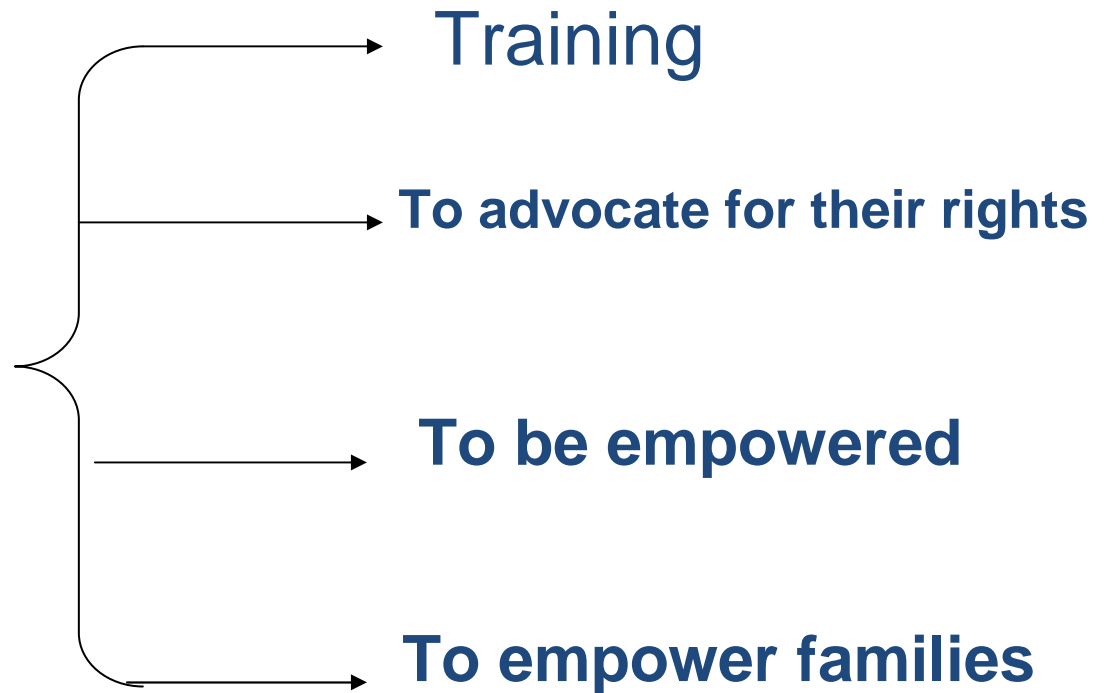 Training
To advocate for their rights
To be empowered
To empower families